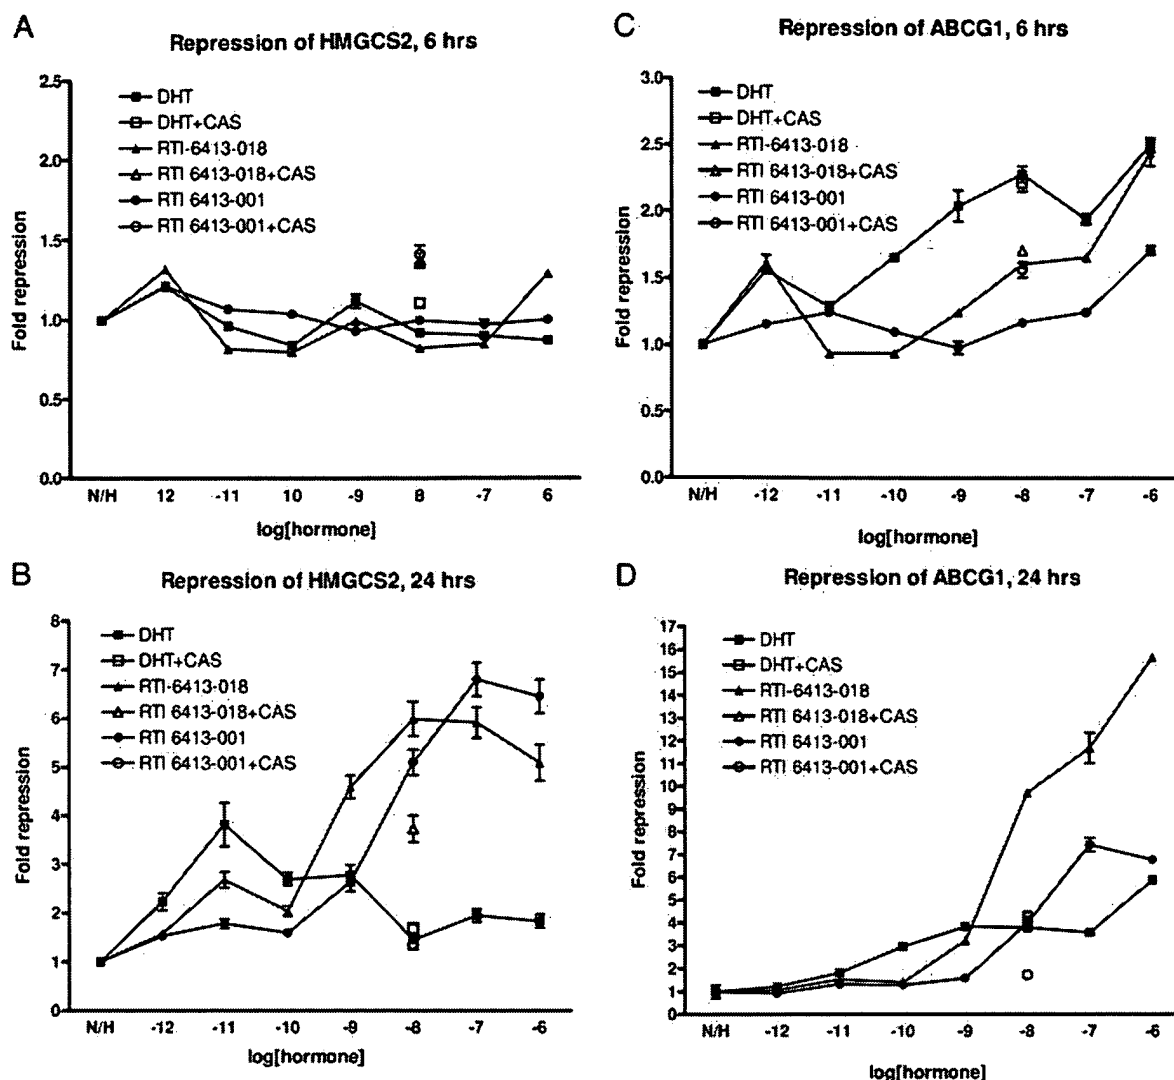 A
Repression of HMGCS2, 6 hrs
2.5
2.0
1.5
1.0
0.5
0.0
Fold repression
DHT
DHT+CAS
RTI-6413-018
RTI 6413-018+CAS
RTI 6413-001
RTI 6413-001+CAS
N/H 12 -11 10 -9 8 -7 6
log[hormone]
C
Repression of ABCG1, 6 hrs
3.0
2.5
2.0
1.5
1.0
0.5
0.0
Fold repression
DHT
DHT+CAS
RTI-6413-018
RTI 6413-018+CAS
RTI 6413-001
RTI 6413-001+CAS
N/H -12 -11 -10 -9 -8 -7 -6
log[hormone]
B
Repression of HMGCS2, 24 hrs
8
7
6
5
4
3
2
1
0
Fold repression
DHT
DHT+CAS
RTI-6413-018
RTI 6413-018+CAS
RTI 6413-001
RTI 6413-001+CAS
N/H -12 -11 -10 -9 -8 -7 -6
log[hormone]
D
Repression of ABCG1, 24 hrs
17
16
15
14
13
12
11
10
9
8
7
6
5
4
3
2
1
0
Fold repression
DHT
DHT+CAS
RTI-6413-018
RTI 6413-018+CAS
RTI 6413-001
RTI 6413-001+CAS
N/H -12 -11 -10 -9 -8 -7 -6
log[hormone]